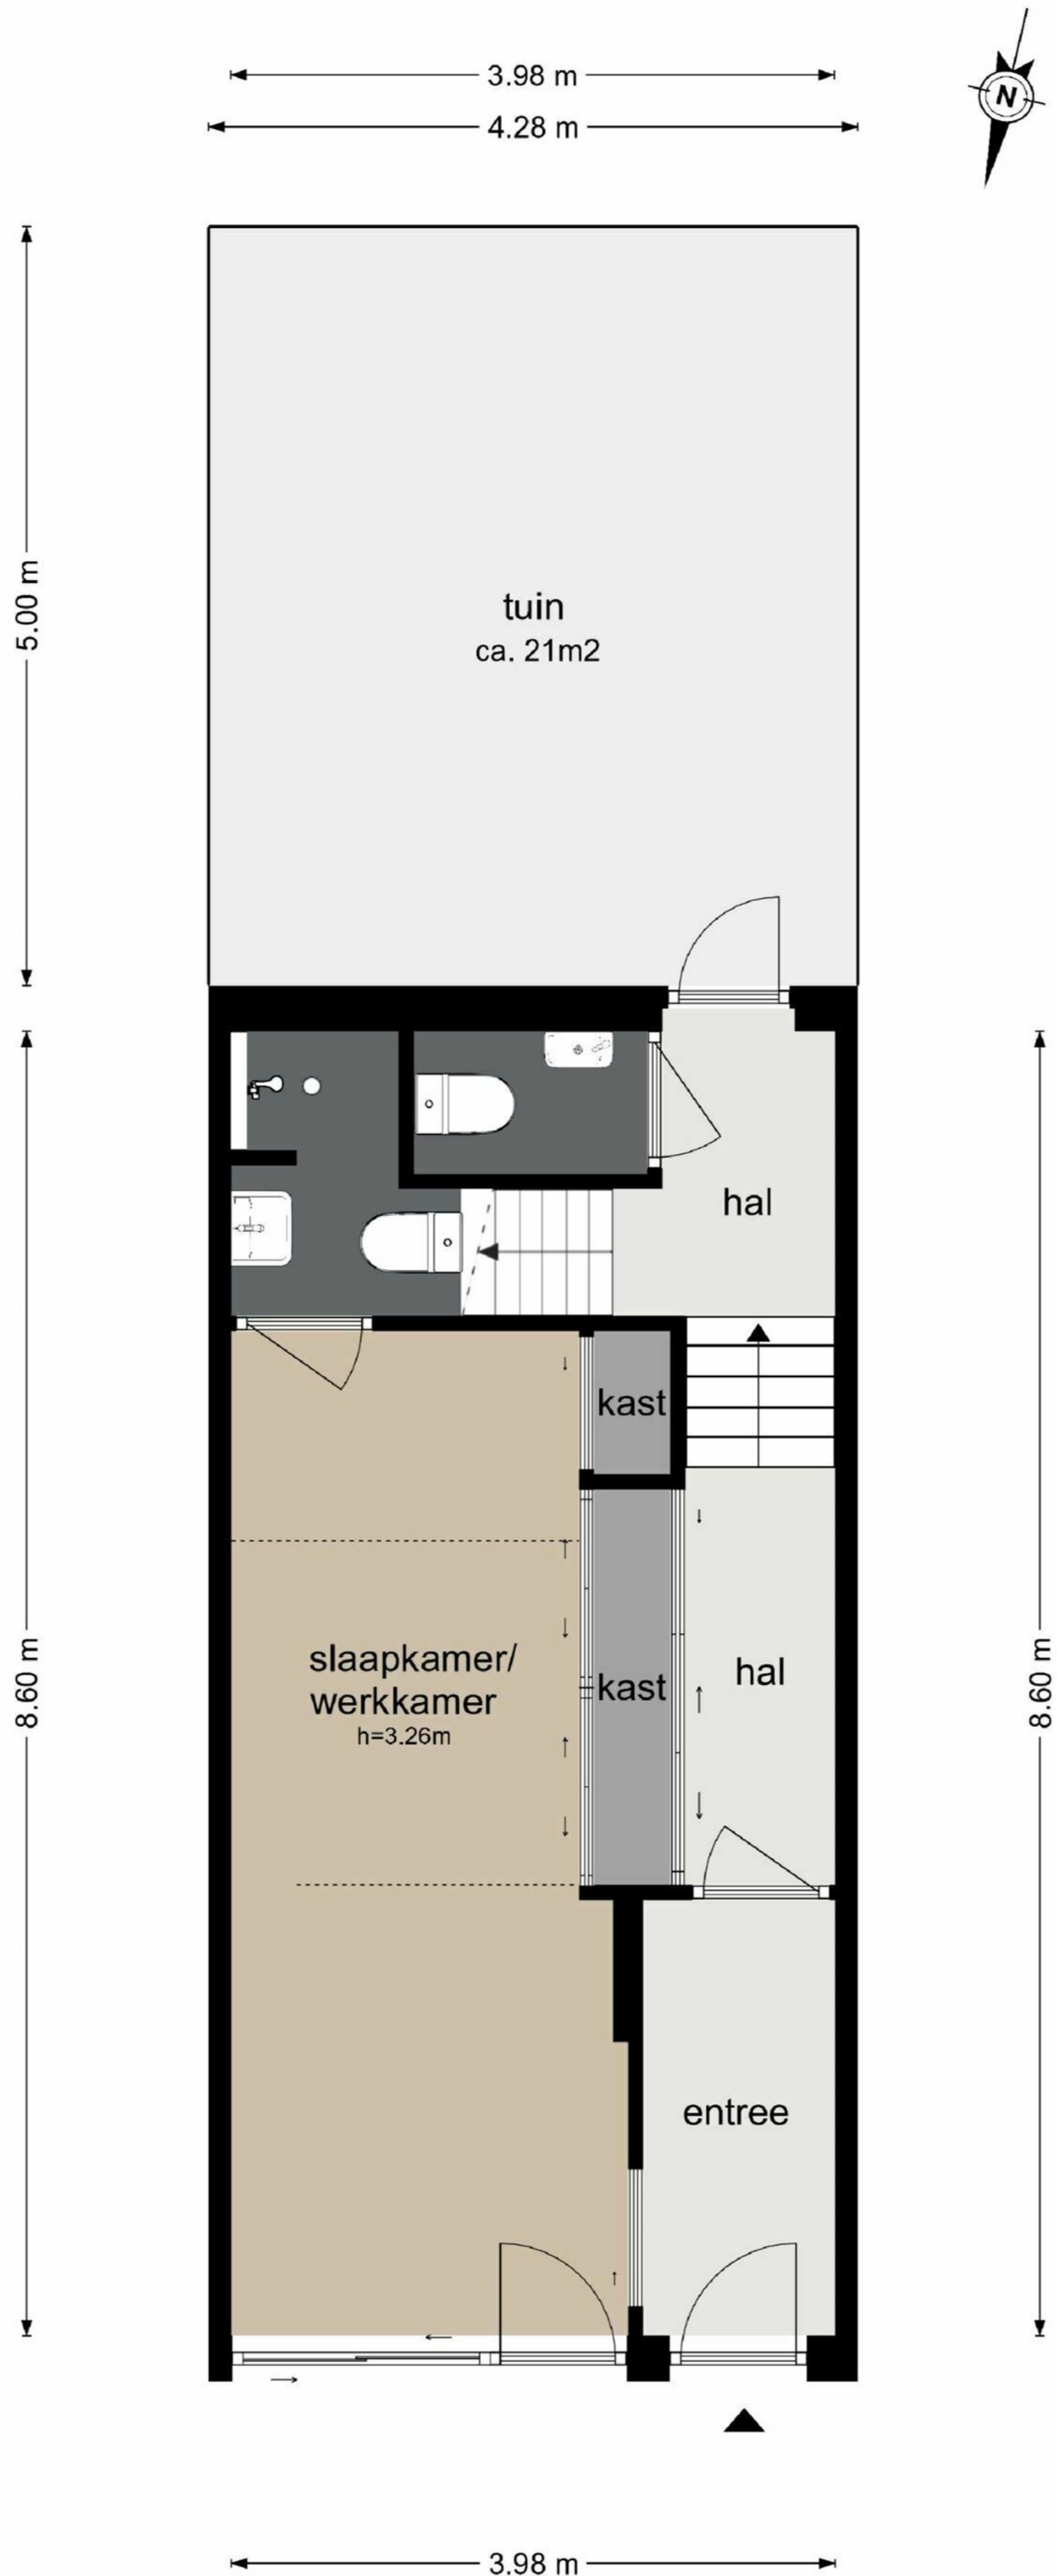 3.98 m
N
4.28 m
5.00 m
tuin
ca. 21m2
hal
kast
slaapkamer/
werkkamer
h=3.26m
kast
hal
8.60 m
8.60 m
entree
3.98 m